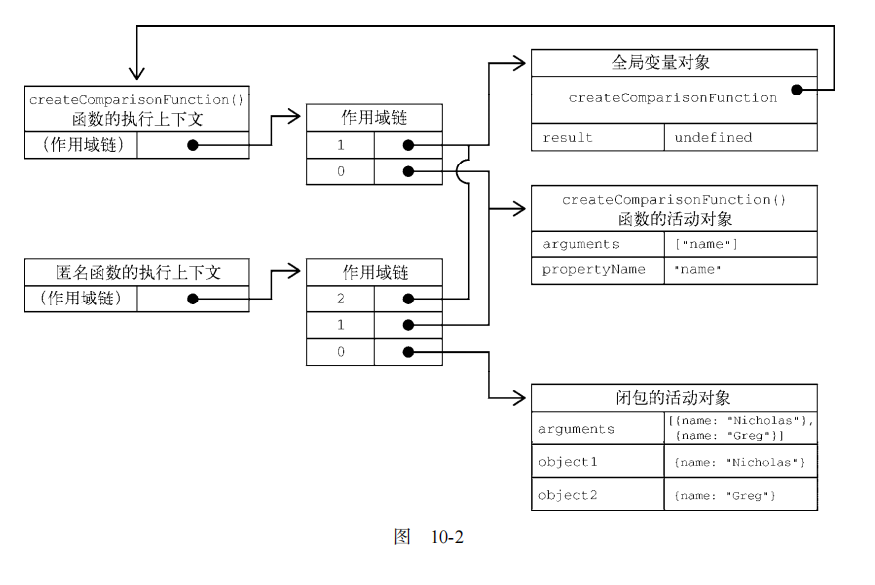 全局变量对象
createComparisonFunction
result undefined
createComparisonFunction()
函数的执行上下文
(作用域链)
作用域链
1
0
createComparisonFunction()
函数的活动对象
arguments ["name"]
propertyName "name"
匿名函数的执行上下文
(作用域链)
作用域链
2
1
0
闭包的活动对象
arguments [{name: "Nicholas"},
{name: "Greg"}]
object1 {name: "Nicholas"}
object2 {name: "Greg"}
图 10-2